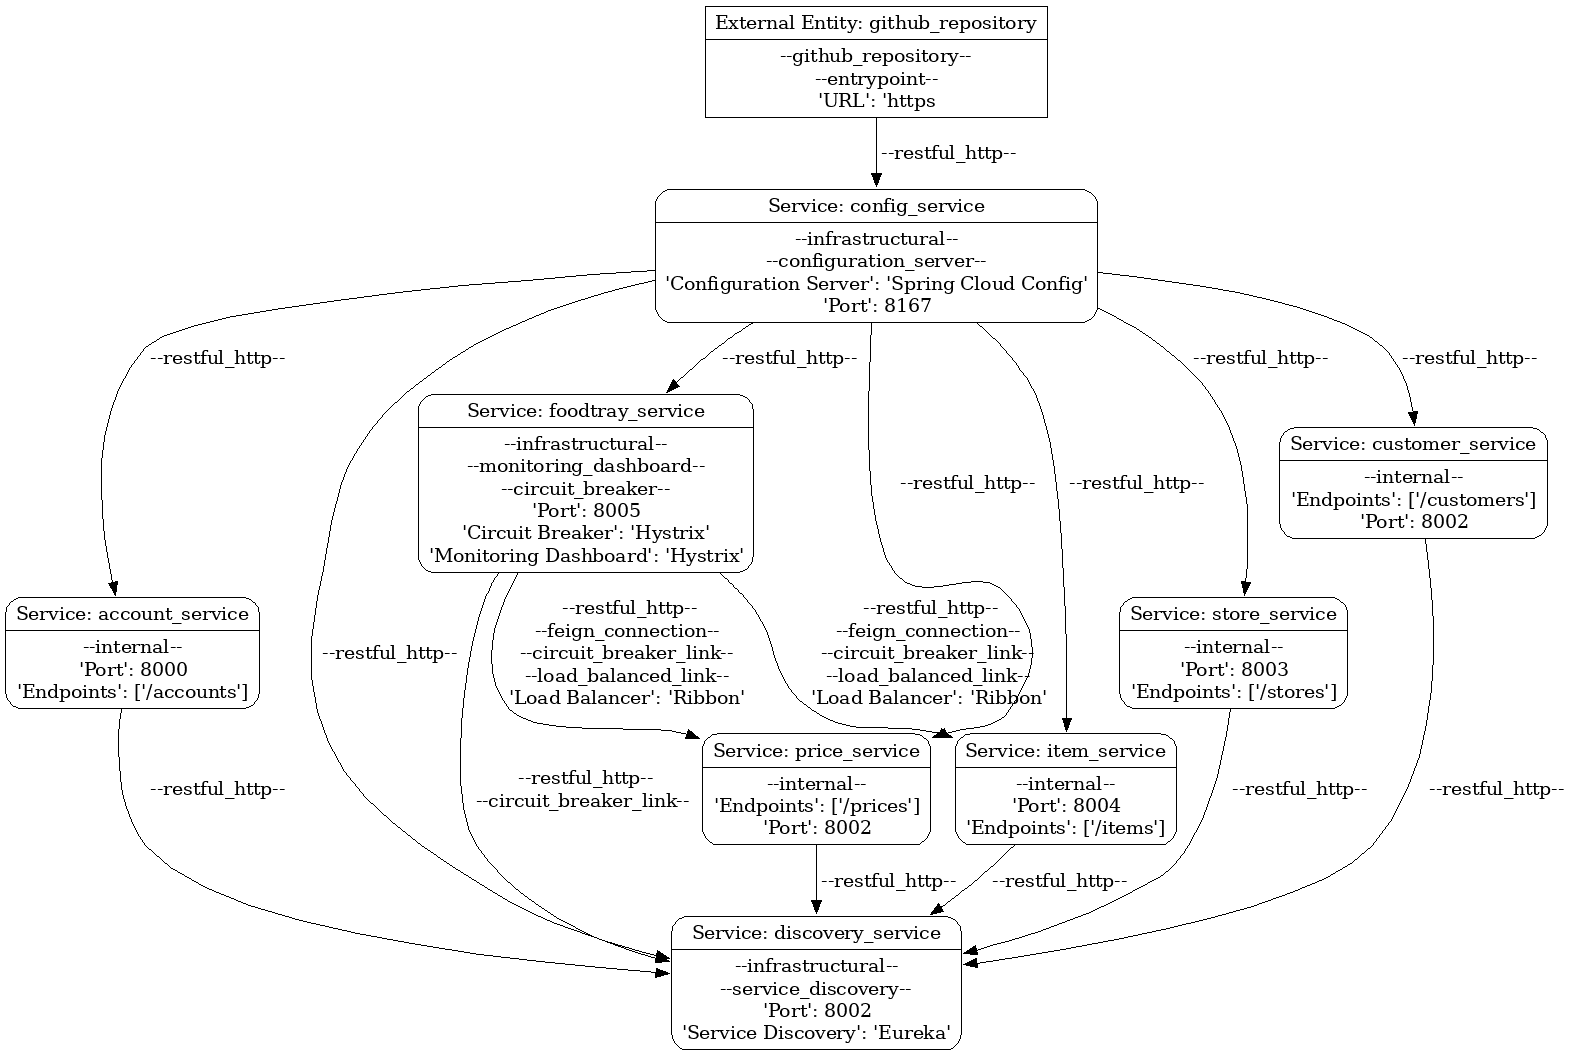 External Entity: github_repository
--github_repository--
--entrypoint--
'URL': 'https
--restful_http--
Service: config_service
--infrastructural--
--configuration_server--
'Configuration Server': 'Spring Cloud Config'
'Port': 8167
--restful_http--
--restful_http--
--restful_http--
--restful_http--
Service: foodtray_service
--infrastructural--
--monitoring_dashboard--
--circuit_breaker--
'Port': 8005
'Circuit Breaker': 'Hystrix'
'Monitoring Dashboard': 'Hystrix'
--restful_http--
--restful_http--
Service: customer_service
--internal--
'Endpoints': ['/customers']
'Port': 8002
Service: account_service
--internal--
'Port': 8000
'Endpoints': ['/accounts']
--restful_http--
--restful_http--
--feign_connection--
--circuit_breaker_link--
--load_balanced_link--
'Load Balancer': 'Ribbon'
--restful_http--
--feign_connection--
--circuit_breaker_link--
--load_balanced_link--
'Load Balancer': 'Ribbon'
Service: store_service
--internal--
'Port': 8003
'Endpoints': ['/stores']
--restful_http--
--restful_http--
--circuit_breaker_link--
Service: price_service
--internal--
'Endpoints': ['/prices']
'Port': 8002
Service: item_service
--internal--
'Port': 8004
'Endpoints': ['/items']
--restful_http--
--restful_http--
--restful_http--
--restful_http--
Service: discovery_service
--infrastructural--
--service_discovery--
'Port': 8002
'Service Discovery': 'Eureka'